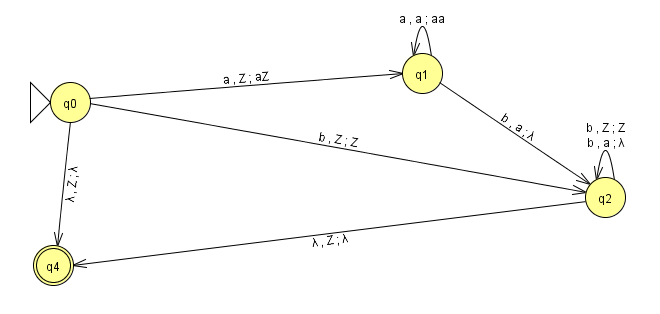 a , a ; aa
q1
a , Z ; aZ
q0
b , Z ; Z
b , a ; λ
b , Z ; Z
b , a ; λ
q2
λ , Z ; λ
λ , Z ; λ
q4